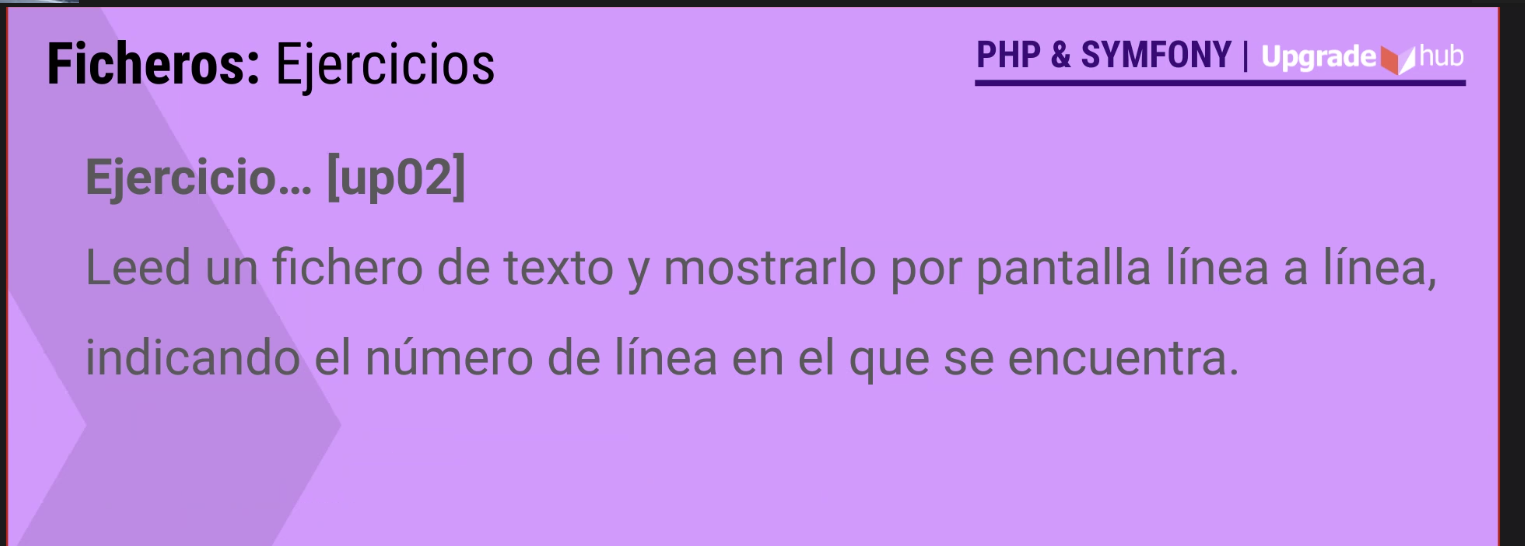 Ficheros: Ejercicios
PHP & SYMFONY | Upgrade hub
Ejercicio... [up02]
Leed un fichero de texto y mostrarlo por pantalla línea a línea,
indicando el número de línea en el que se encuentra.